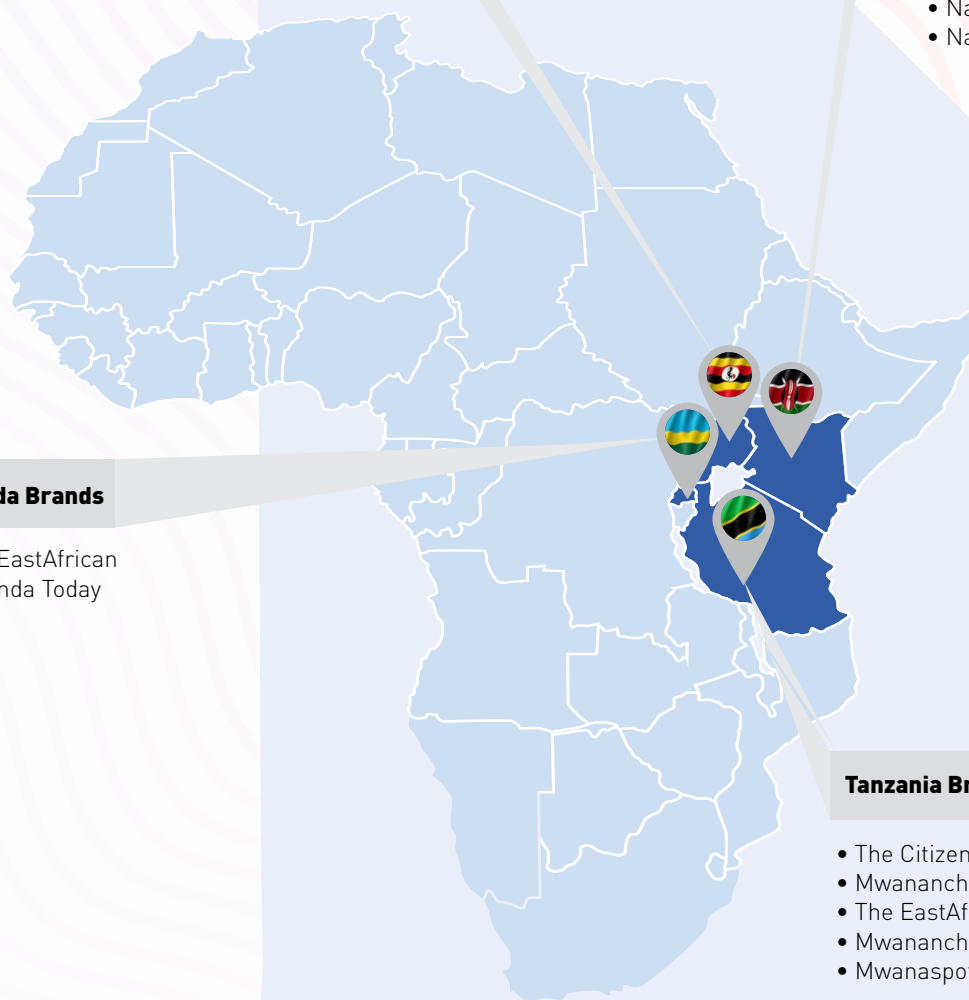 • Na
• Na
da Brands
EastAfrican
nda Today
Tanzania Br
• The Citizen
• Mwananch
• The EastAf
• Mwananch
• Mwanaspo